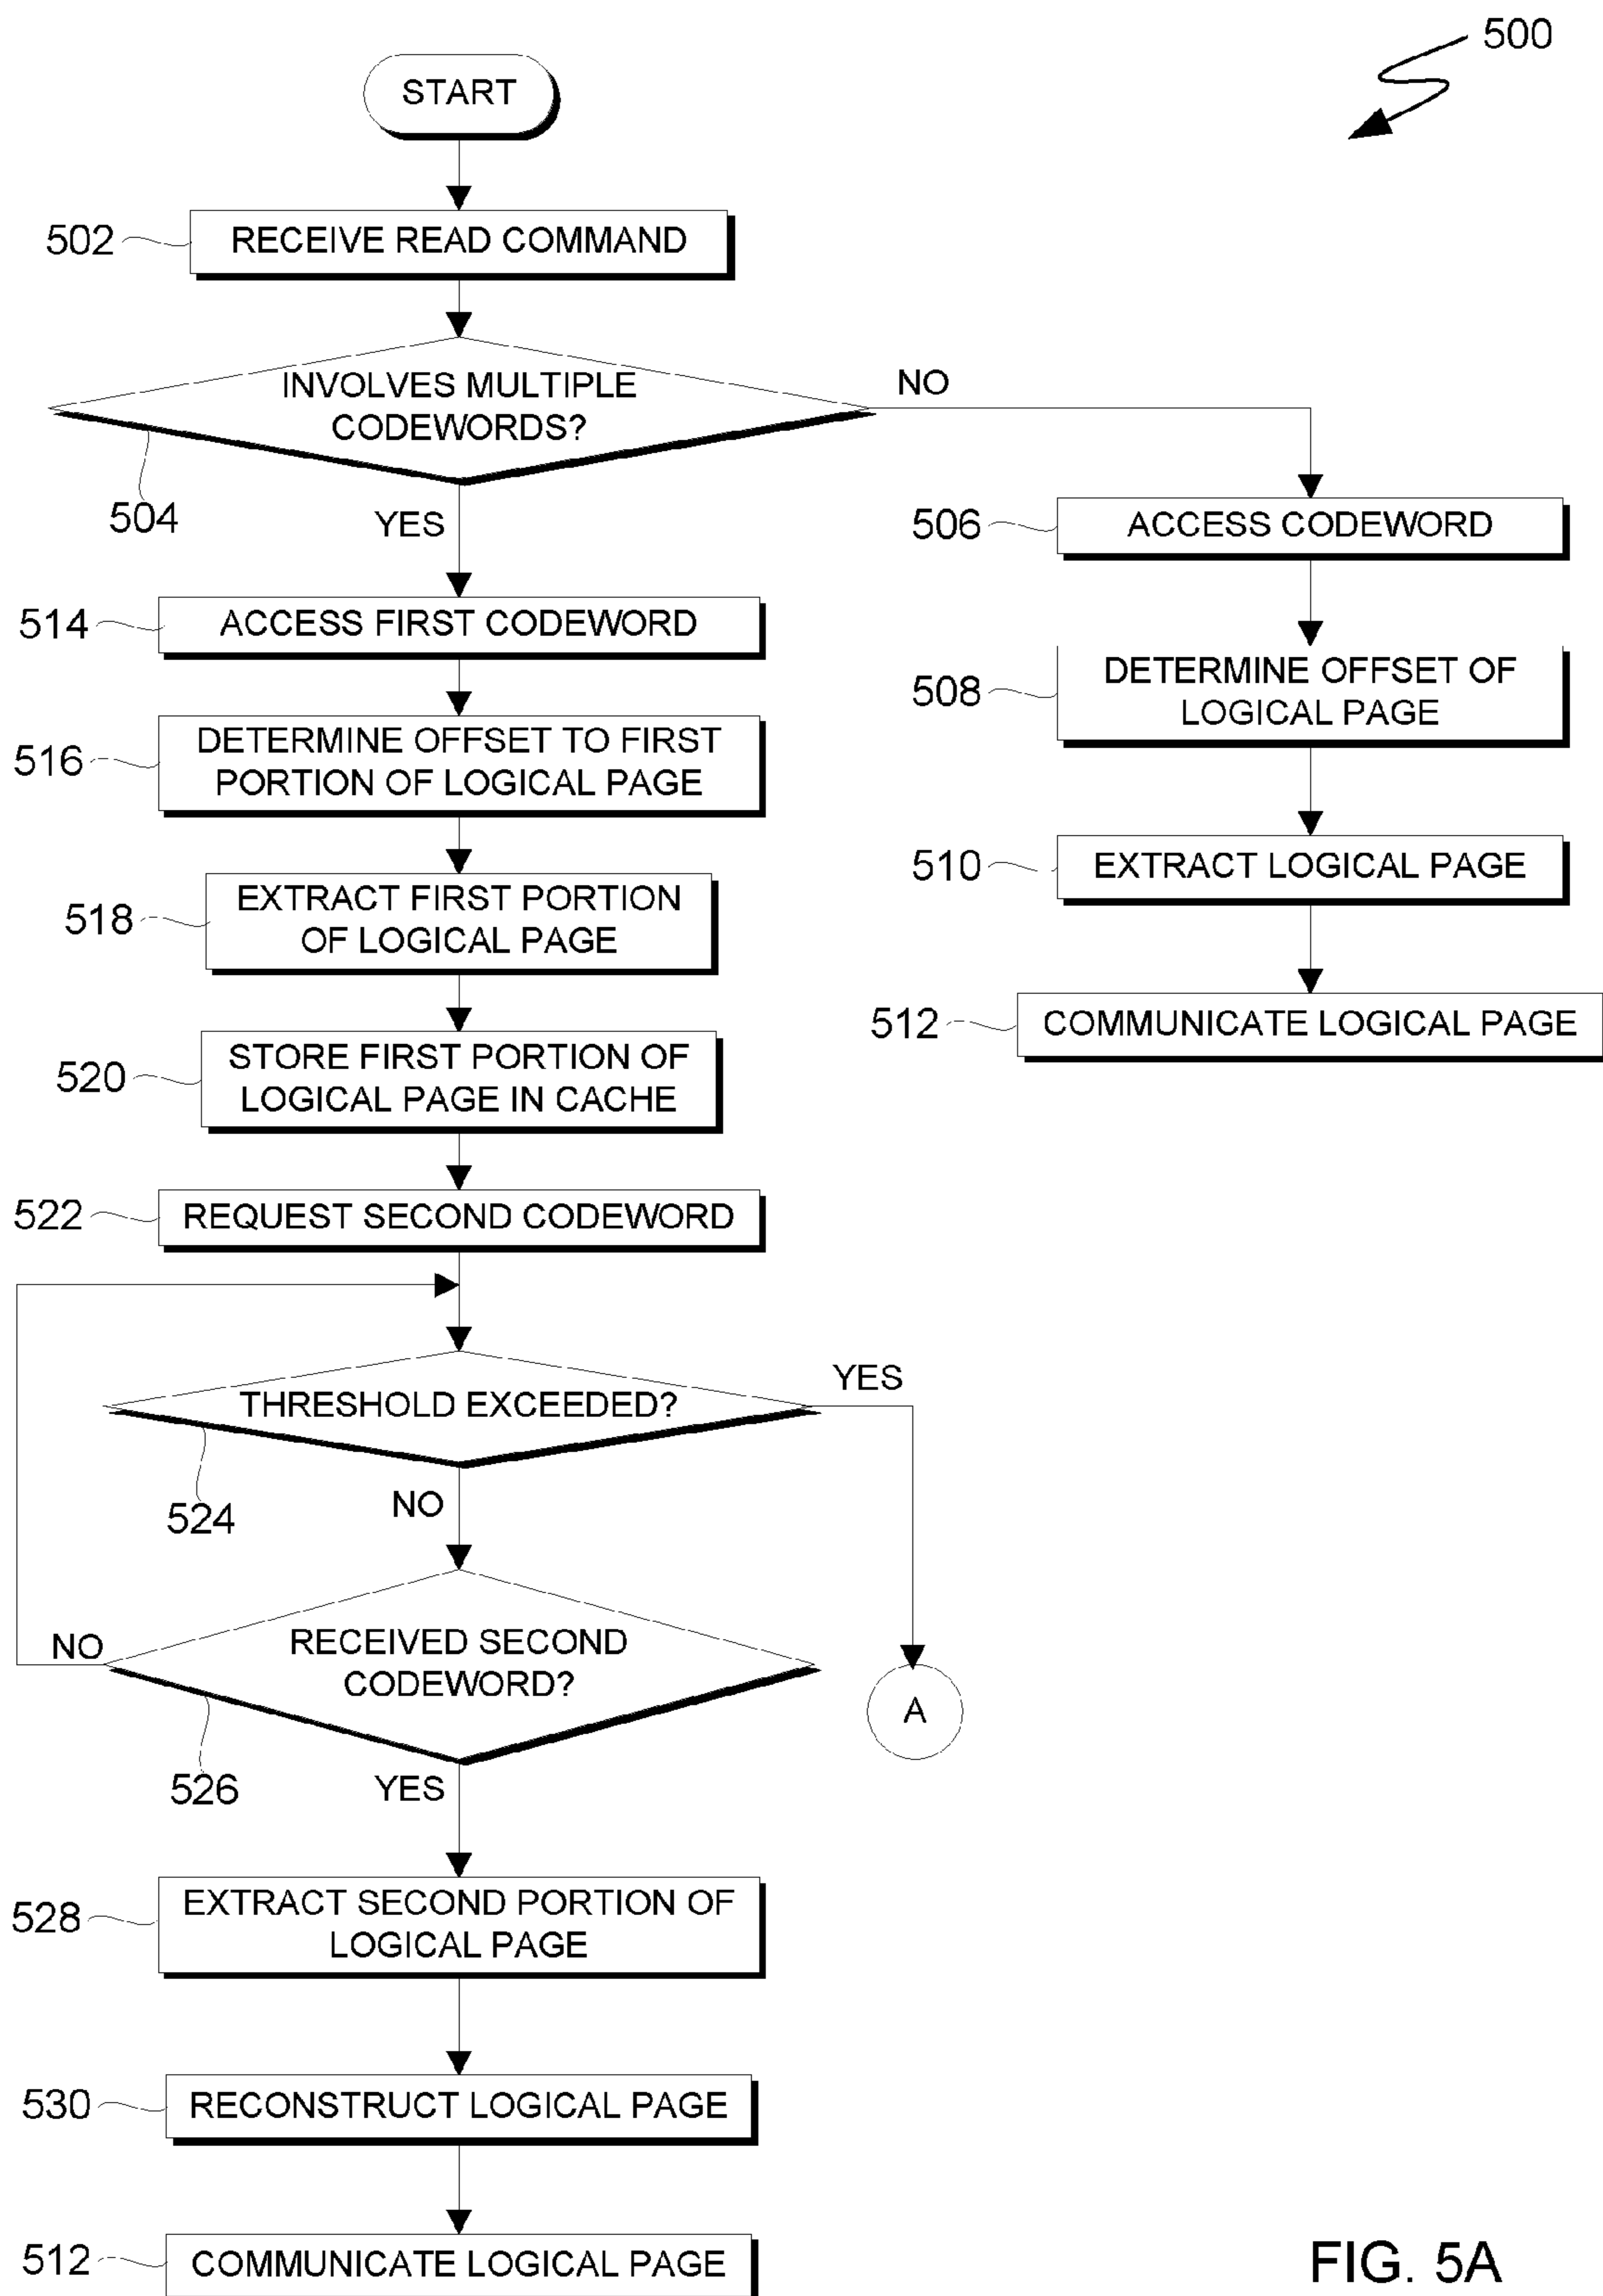 500
START
502
RECEIVE READ COMMAND
INVOLVES MULTIPLE
CODEWORDS?
NO
504
YES
506
ACCESS CODEWORD
514
ACCESS FIRST CODEWORD
508
DETERMINE OFFSET OF
LOGICAL PAGE
516
DETERMINE OFFSET TO FIRST
PORTION OF LOGICAL PAGE
510
EXTRACT LOGICAL PAGE
518
EXTRACT FIRST PORTION
OF LOGICAL PAGE
512
COMMUNICATE LOGICAL PAGE
520
STORE FIRST PORTION OF
LOGICAL PAGE IN CACHE
522
REQUEST SECOND CODEWORD
THRESHOLD EXCEEDED?
YES
524
NO
RECEIVED SECOND
CODEWORD?
NO
A
526
YES
528
EXTRACT SECOND PORTION OF
LOGICAL PAGE
530
RECONSTRUCT LOGICAL PAGE
512
COMMUNICATE LOGICAL PAGE
FIG. 5A